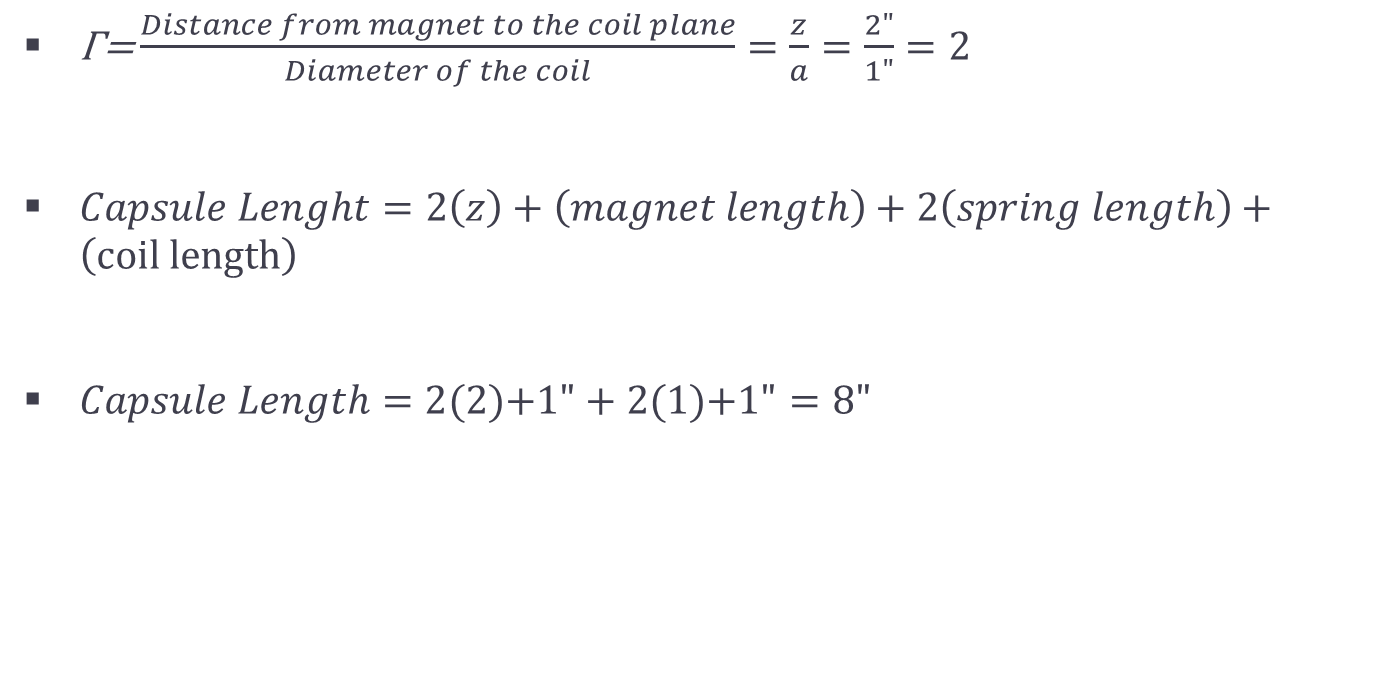 ▪ Γ= Distance from magnet to the coil plane / Diameter of the coil = z/a = 2"/1" = 2
▪ Capsule Lenght = 2(z) + (magnet length) + 2(spring length) +
(coil length)
▪ Capsule Length = 2(2)+1" + 2(1)+1" = 8"